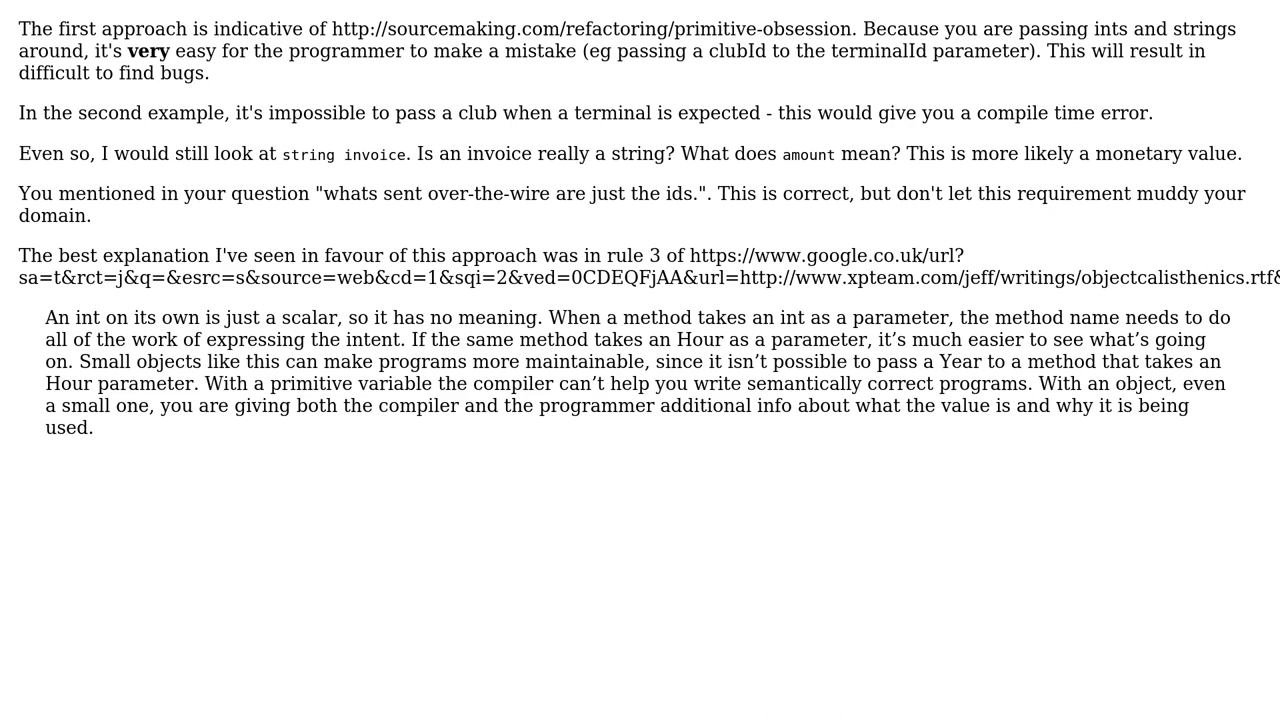 The first approach is indicative of http://sourcemaking.com/refactoring/primitive-obsession. Because you are passing ints and strings
around, it's very easy for the programmer to make a mistake (eg passing a clubId to the terminalId parameter). This will result in
difficult to find bugs.
In the second example, it's impossible to pass a club when a terminal is expected - this would give you a compile time error.
Even so, I would still look at string invoice. Is an invoice really a string? What does amount mean? This is more likely a monetary value.
You mentioned in your question "whats sent over-the-wire are just the ids.". This is correct, but don't let this requirement muddy your
domain.
The best explanation I've seen in favour of this approach was in rule 3 of https://www.google.co.uk/url?
sa=t&rct=j&q=&esrc=s&source=web&cd=1&sqi=2&ved=0CDEQFjAA&url=http://www.xpteam.com/jeff/writings/objectcalisthenics.rtf&
An int on its own is just a scalar, so it has no meaning. When a method takes an int as a parameter, the method name needs to do
all of the work of expressing the intent. If the same method takes an Hour as a parameter, it’s much easier to see what’s going
on. Small objects like this can make programs more maintainable, since it isn’t possible to pass a Year to a method that takes an
Hour parameter. With a primitive variable the compiler can’t help you write semantically correct programs. With an object, even
a small one, you are giving both the compiler and the programmer additional info about what the value is and why it is being
used.